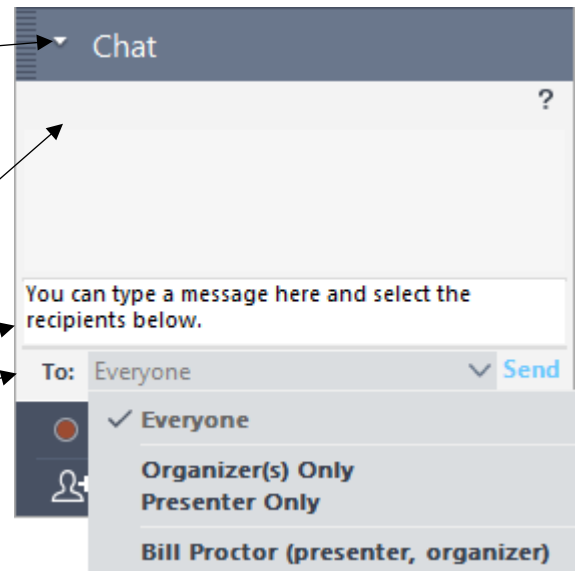 Chat
?
You can type a message here and select the
recipients below.
To: Everyone Send
Everyone
Organizer(s) Only
Presenter Only
Bill Proctor (presenter, organizer)